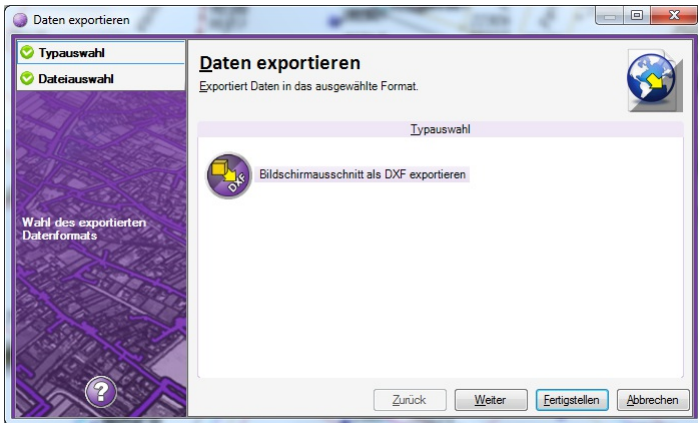 Daten exportieren
Typauswahl
Dateiauswahl
Wahl des exportierten
Datenformats
?
Daten exportieren
Exportiert Daten in das ausgewählte Format.
Typauswahl
DXF
Bildschirmausschnitt als DXF exportieren
Zurück
Weiter
Fertigstellen
Abbrechen